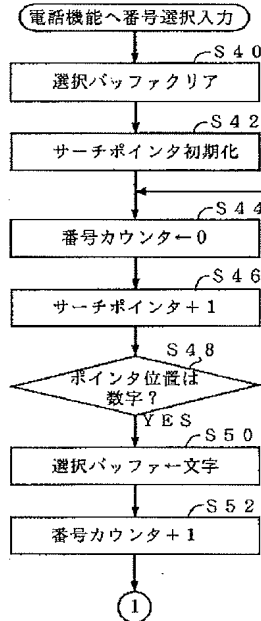 電話機能へ番号選択入力
S40
選択バッファクリア
S42
サーチポインタ初期化
S44
番号カウンタ←0
S46
サーチポインタ+1
S48
ポインタ位置は
数字?
YES
S50
選択バッファ←文字
S52
番号カウンタ+1
1